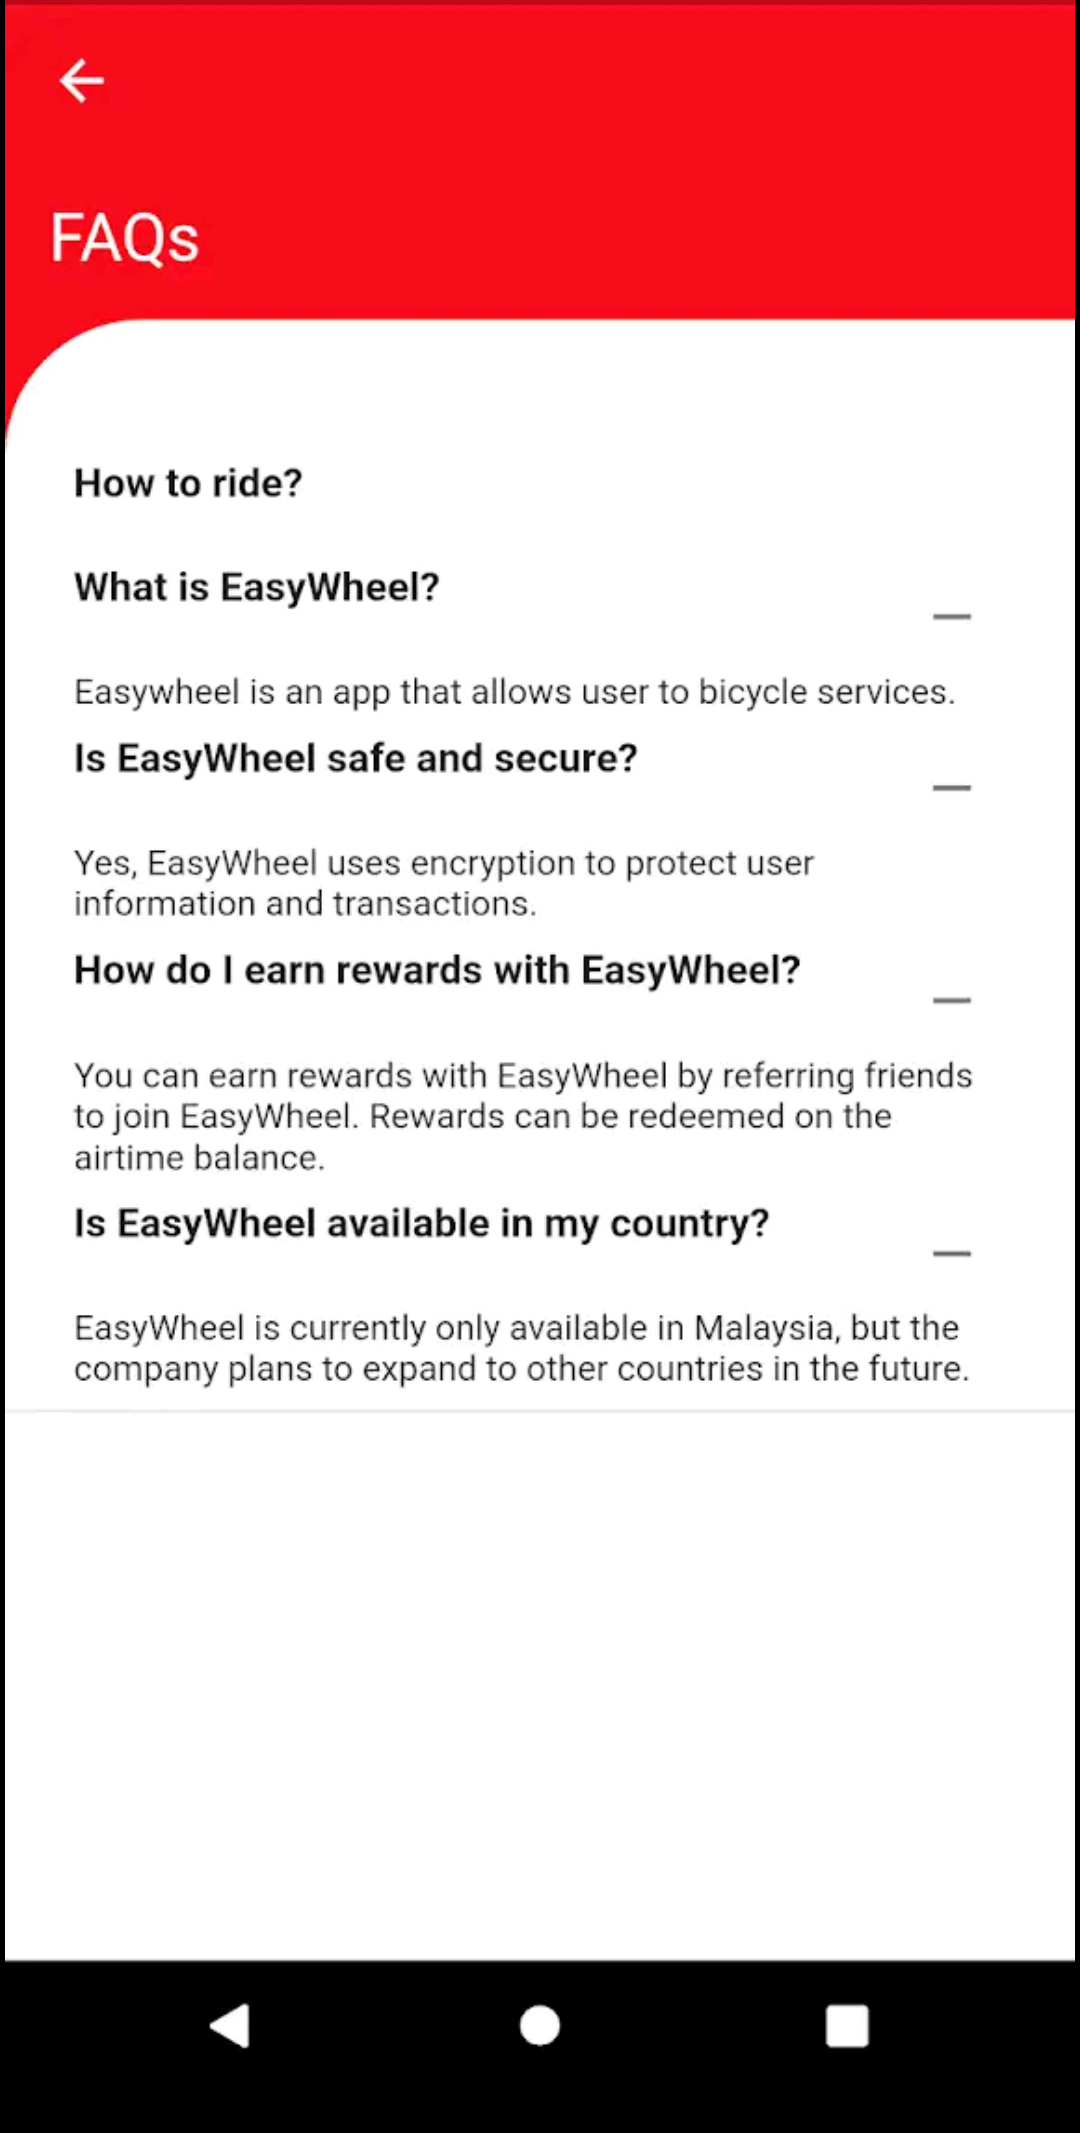 FAQs
How to ride?
What is EasyWheel?
Easywheel is an app that allows user to bicycle services.
Is EasyWheel safe and secure?
Yes, EasyWheel uses encryption to protect user
information and transactions.
How do I earn rewards with EasyWheel?
You can earn rewards with EasyWheel by referring friends
to join EasyWheel. Rewards can be redeemed on the
airtime balance.
Is EasyWheel available in my country?
EasyWheel is currently only available in Malaysia, but the
company plans to expand to other countries in the future.